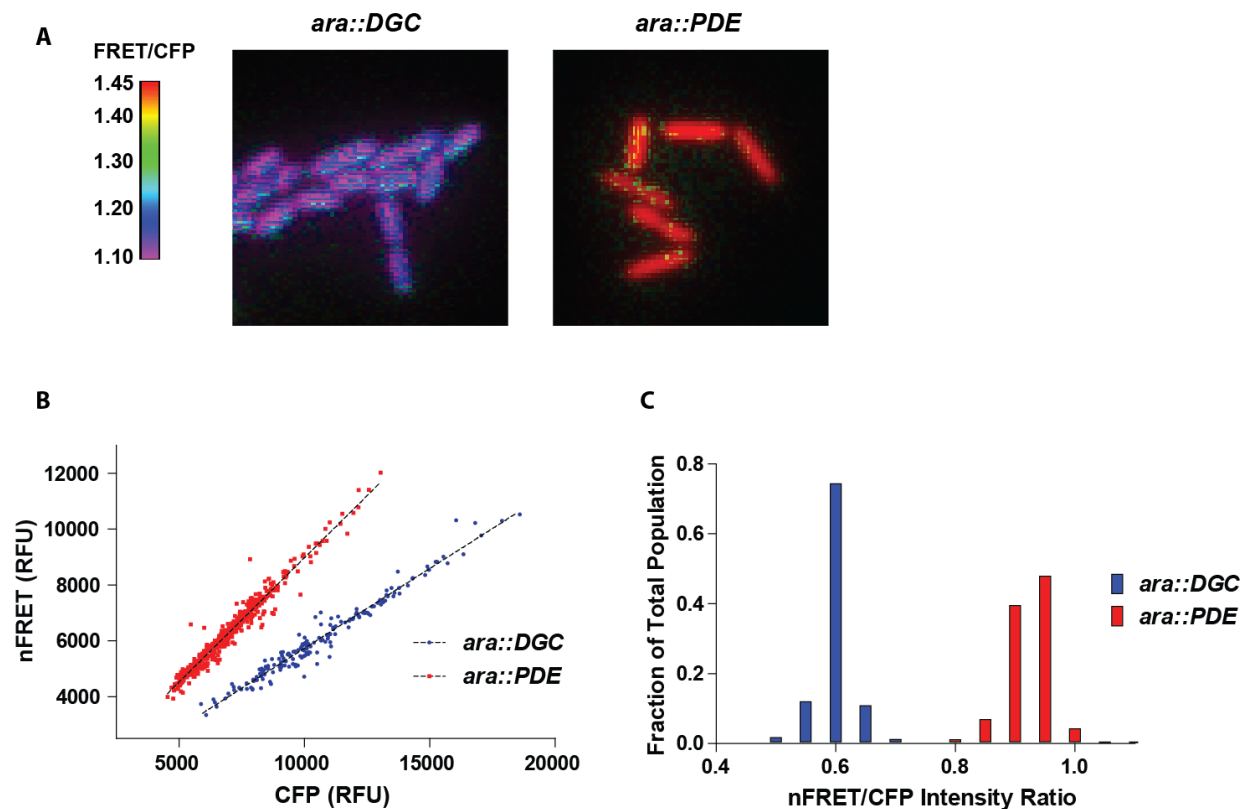 A
ara::DGC
ara::PDE
FRET/CFP
1.45
1.40
1.30
1.20
1.10
B
C
nFRET (RFU)
12000
10000
8000
6000
4000
5000
10000
15000
20000
CFP (RFU)
ara::DGC
ara::PDE
Fraction of Total Population
0.8
0.6
0.4
0.2
0.0
0.4
0.6
0.8
1.0
nFRET/CFP Intensity Ratio
ara::DGC
ara::PDE